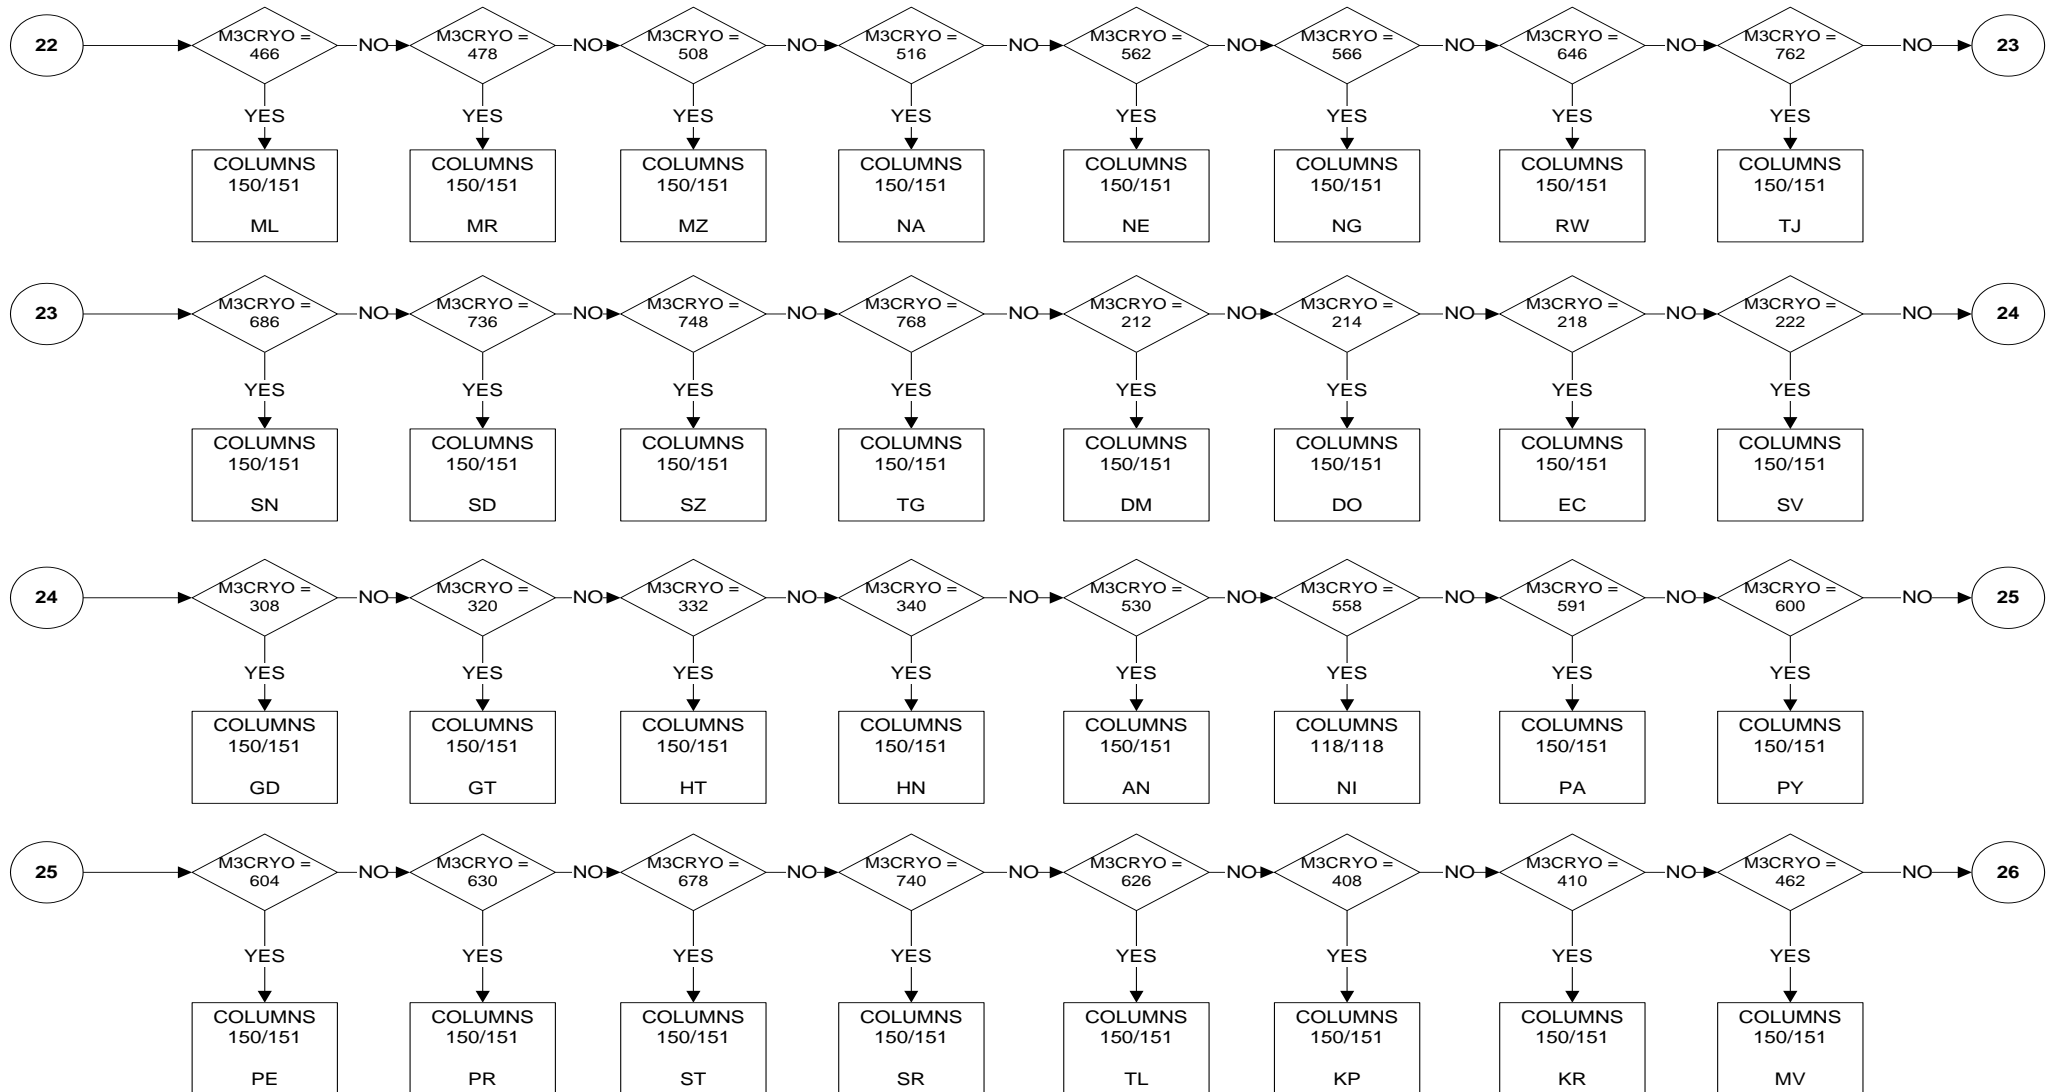 22
M3CRYO =
466
NO
M3CRYO =
478
NO
M3CRYO =
508
NO
M3CRYO =
516
NO
M3CRYO =
562
NO
M3CRYO =
566
NO
M3CRYO =
646
NO
M3CRYO =
762
NO
23
YES
YES
YES
YES
YES
YES
YES
YES
COLUMNS
150/151
ML
COLUMNS
150/151
MR
COLUMNS
150/151
MZ
COLUMNS
150/151
NA
COLUMNS
150/151
NE
COLUMNS
150/151
NG
COLUMNS
150/151
RW
COLUMNS
150/151
TJ
23
M3CRYO =
686
NO
M3CRYO =
736
NO
M3CRYO =
748
NO
M3CRYO =
768
NO
M3CRYO =
212
NO
M3CRYO =
214
NO
M3CRYO =
218
NO
M3CRYO =
222
NO
24
YES
YES
YES
YES
YES
YES
YES
YES
COLUMNS
150/151
SN
COLUMNS
150/151
SD
COLUMNS
150/151
SZ
COLUMNS
150/151
TG
COLUMNS
150/151
DM
COLUMNS
150/151
DO
COLUMNS
150/151
EC
COLUMNS
150/151
SV
24
M3CRYO =
308
NO
M3CRYO =
320
NO
M3CRYO =
332
NO
M3CRYO =
340
NO
M3CRYO =
530
NO
M3CRYO =
558
NO
M3CRYO =
591
NO
M3CRYO =
600
NO
25
YES
YES
YES
YES
YES
YES
YES
YES
COLUMNS
150/151
GD
COLUMNS
150/151
GT
COLUMNS
150/151
HT
COLUMNS
150/151
HN
COLUMNS
150/151
AN
COLUMNS
118/118
NI
COLUMNS
150/151
PA
COLUMNS
150/151
PY
25
M3CRYO =
604
NO
M3CRYO =
630
NO
M3CRYO =
678
NO
M3CRYO =
740
NO
M3CRYO =
626
NO
M3CRYO =
408
NO
M3CRYO =
410
NO
M3CRYO =
462
NO
26
YES
YES
YES
YES
YES
YES
YES
YES
COLUMNS
150/151
PE
COLUMNS
150/151
PR
COLUMNS
150/151
ST
COLUMNS
150/151
SR
COLUMNS
150/151
TL
COLUMNS
150/151
KP
COLUMNS
150/151
KR
COLUMNS
150/151
MV